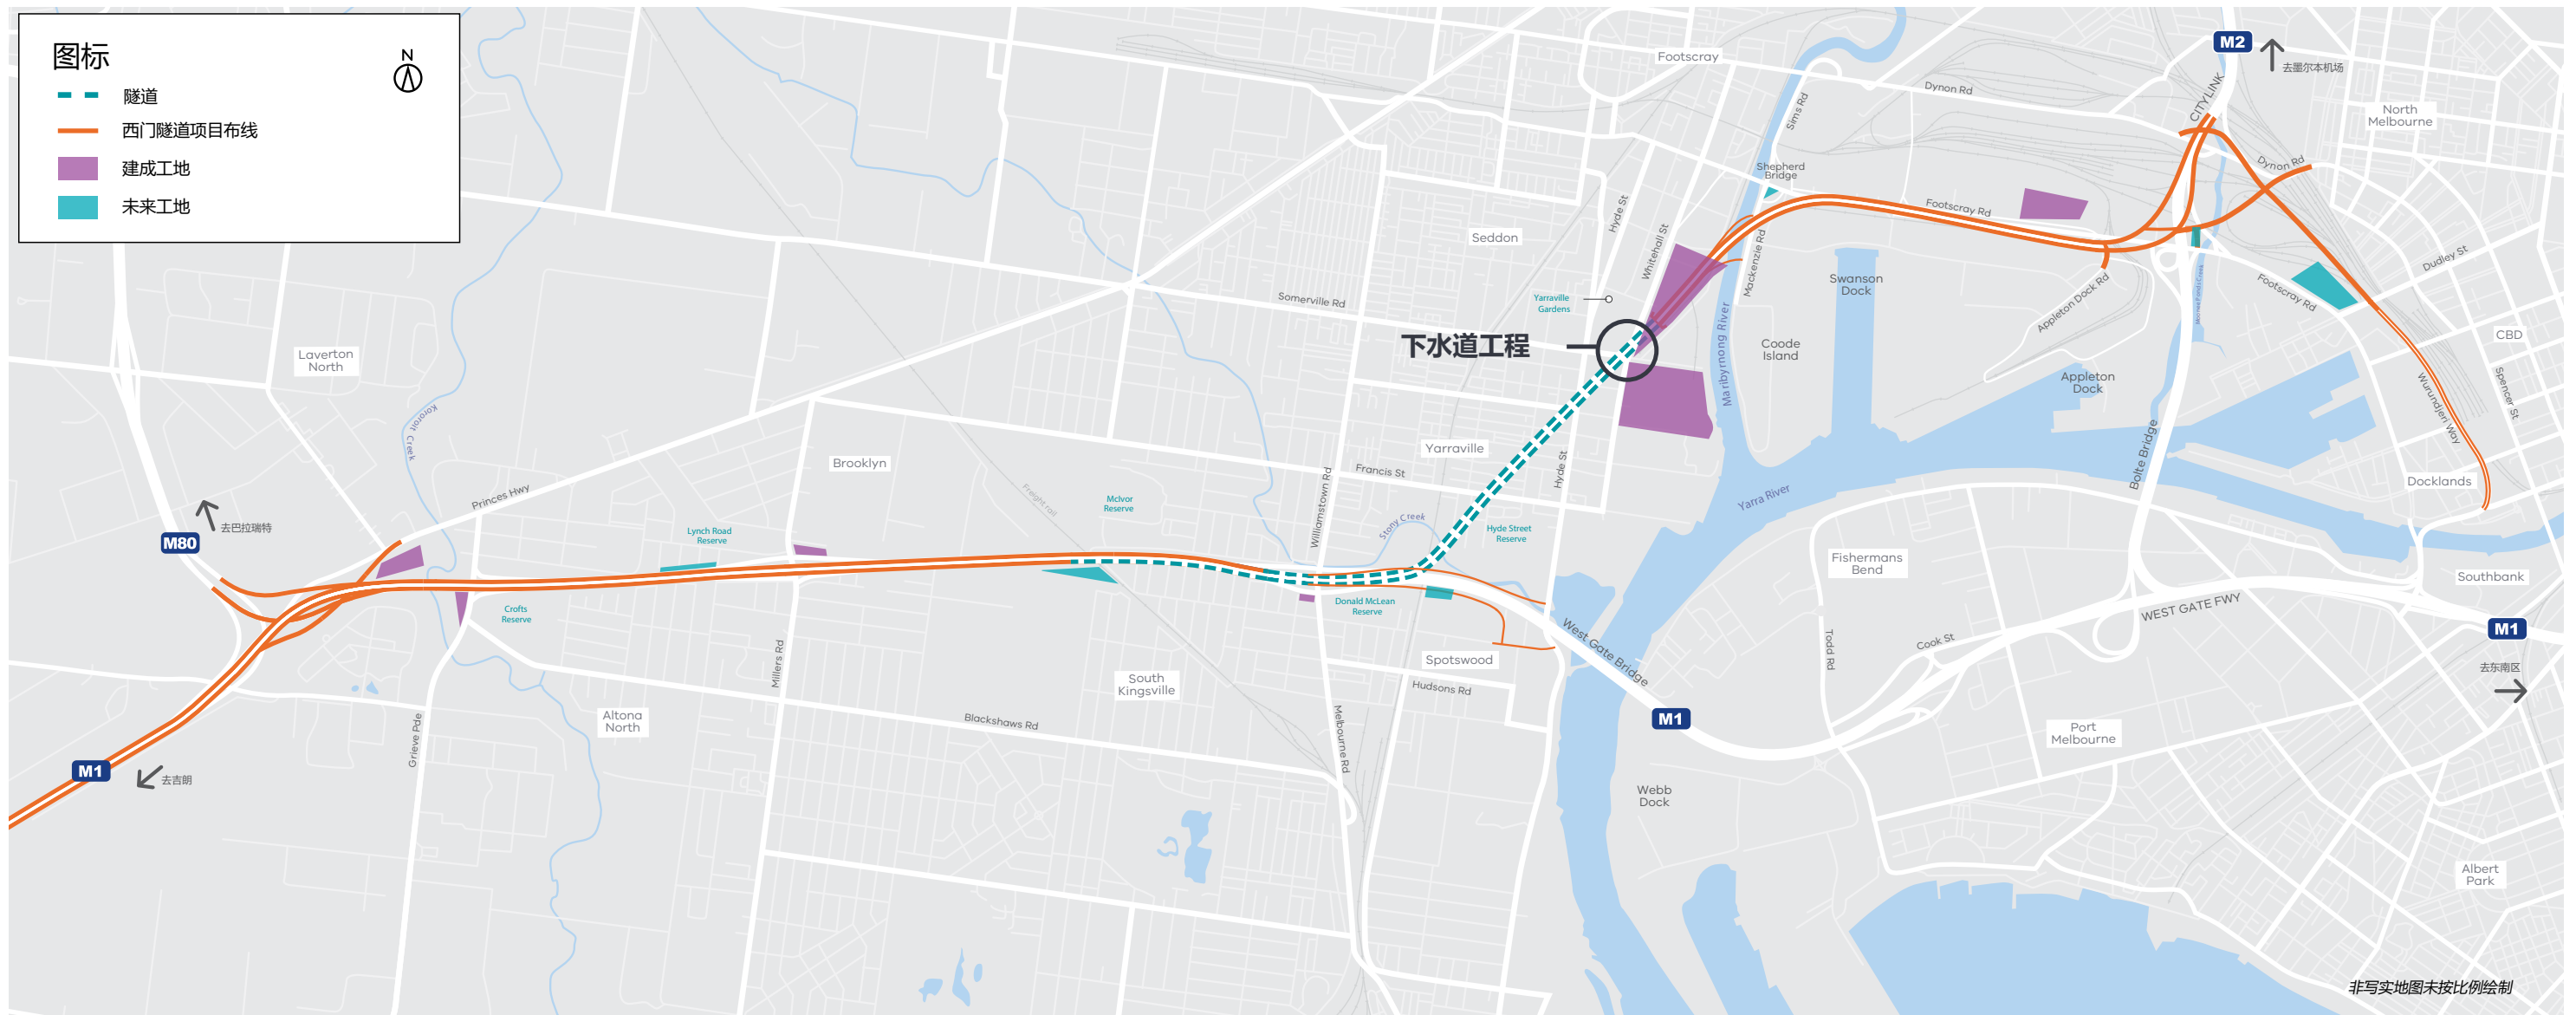 图标
N
隧道
西门隧道项目布线
建成工地
未来工地
M2
去墨尔本机场
CITYLINK
Footscray
Dynon Rd
North
Melbourne
Sims Rd
Shepherd
Bridge
Dynon Rd
Hyde St
Whitehall St
Footscray Rd
Seddon
Mackenzie Rd
Dudley St
Swanson
Dock
Moonee Ponds Creek
Footscray Rd
Appleton Dock Rd
Yarraville
Gardens
Somerville Rd
下水道工程
Maribyrnong River
Coode
Island
CBD
Laverton
North
Appleton
Dock
Spencer St
Wurundjeri Way
Koroit
Creek
Yarraville
Brooklyn
Francis St
Hyde St
Bolte Bridge
Docklands
Princes Hwy
Freight rail
McIvor
Reserve
Williamstown Rd
Yarra River
去巴拉瑞特
M80
Lynch Road
Reserve
Stony Creek
Hyde Street
Reserve
Fishermans
Bend
Southbank
Crofts
Reserve
Donald McLean
Reserve
WEST GATE FWY
M1
West Gate Bridge
Todd Rd
Cook St
去东南区
Millers Rd
Spotswood
South
Kingsville
Hudsons Rd
Altona
North
Blackshaws Rd
Melbourne Rd
M1
Port
Melbourne
Grieve Pde
M1
去吉朗
Webb
Dock
Albert
Park
非写实地图未按比例绘制